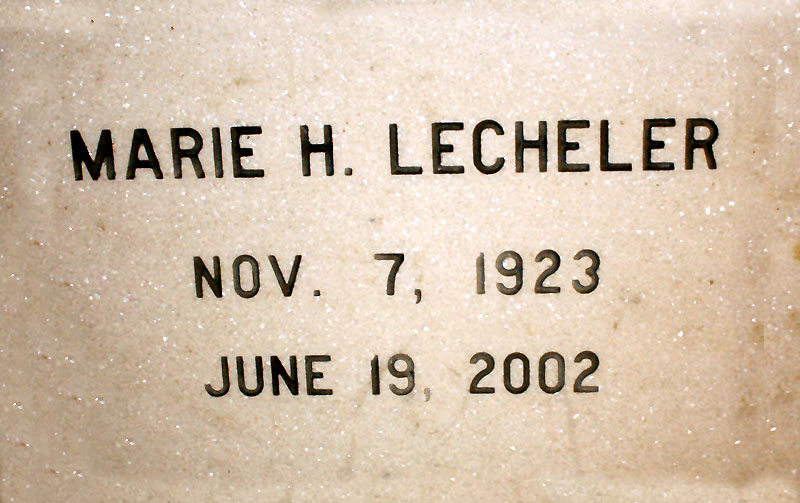 MARIE H. LECHELER
NOV. 7, 1923
JUNE 19, 2002